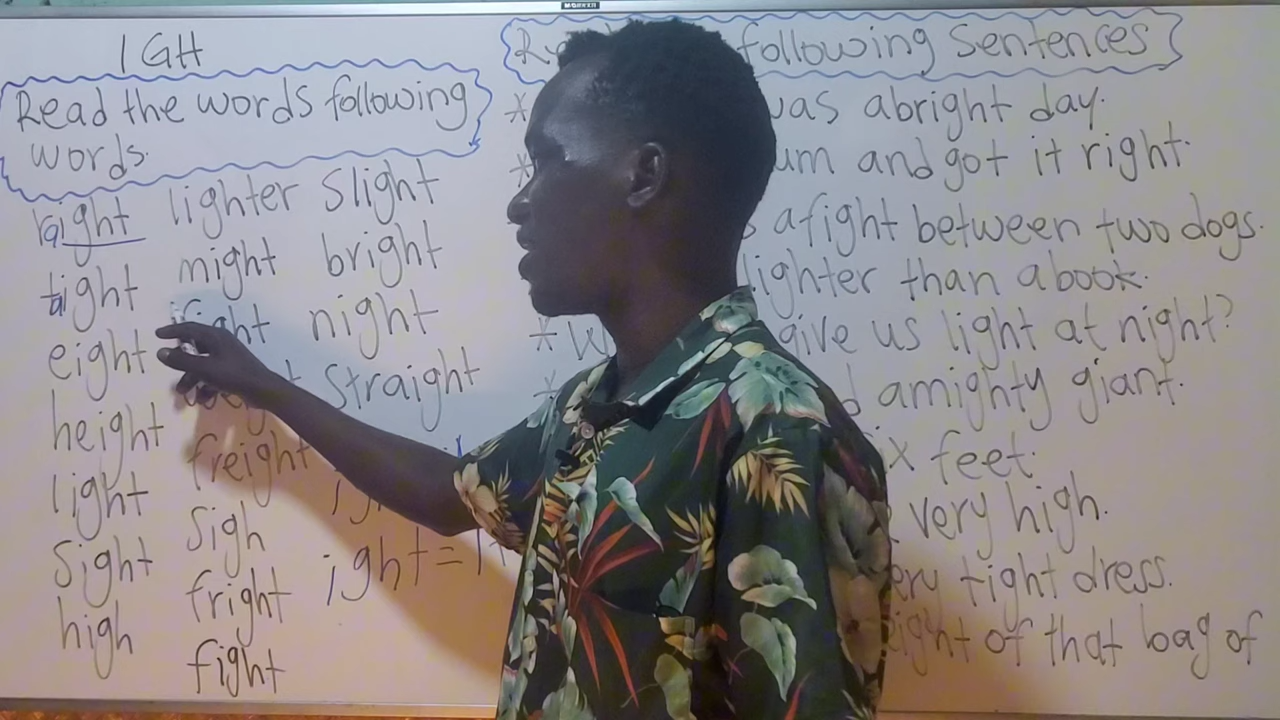 IGH
Read the words following
words.
right lighter slight
tight might bright
eight night
height straight
light freight
sight sigh
high fright ight =
fight
following Sentences
* was abright day.
* and got it right.
afight between two dogs.
lighter than abook.
* give us light at night?
* amighty giant.
feet.
very high.
tight dress.
of that bag of